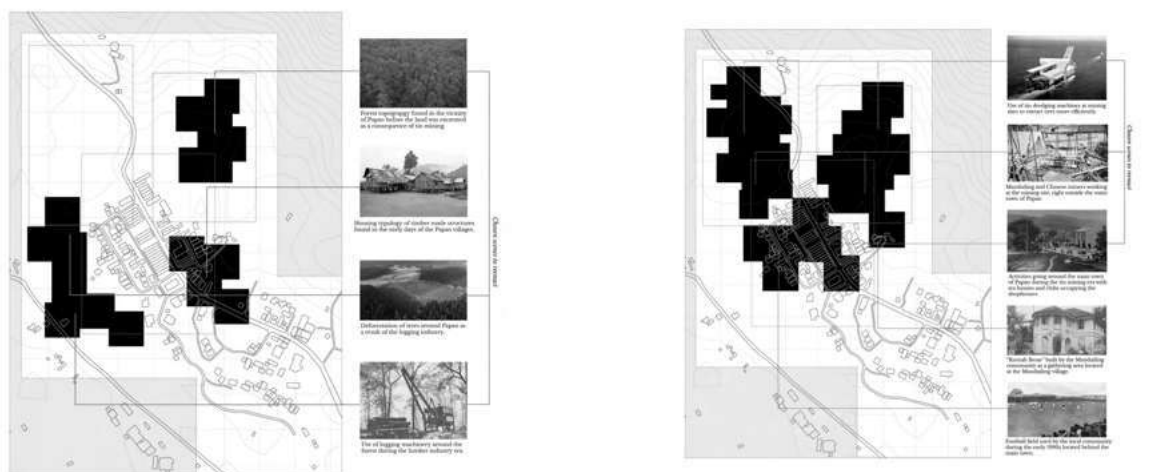 Forest topography found in the vicinity
of Papan before the land was excavated
as a consequence of tin mining
Housing typology of timber made structures
found in the early days of the Papan villages.
Deforestation of trees around Papan as
a result of the logging industry.
Use of logging machinery around the
forest during the lumber industry era.
Chosen scenes to reenact
Use of tin dredging machines at mining
sites to extract ores more efficiently.
Mandailing and Chinese miners working
at the mining site, right outside the main
town of Papan.
Activities going around the main town
of Papan during the tin mining era with
the houses and clubs occupying the
shophouses.
"Rumah Besar" built by the Mandailing
community as a gathering area located
at the Mandailing village.
Football field used by the local community
during the early 1990s located behind the
main town.
Chosen scenes to reenact